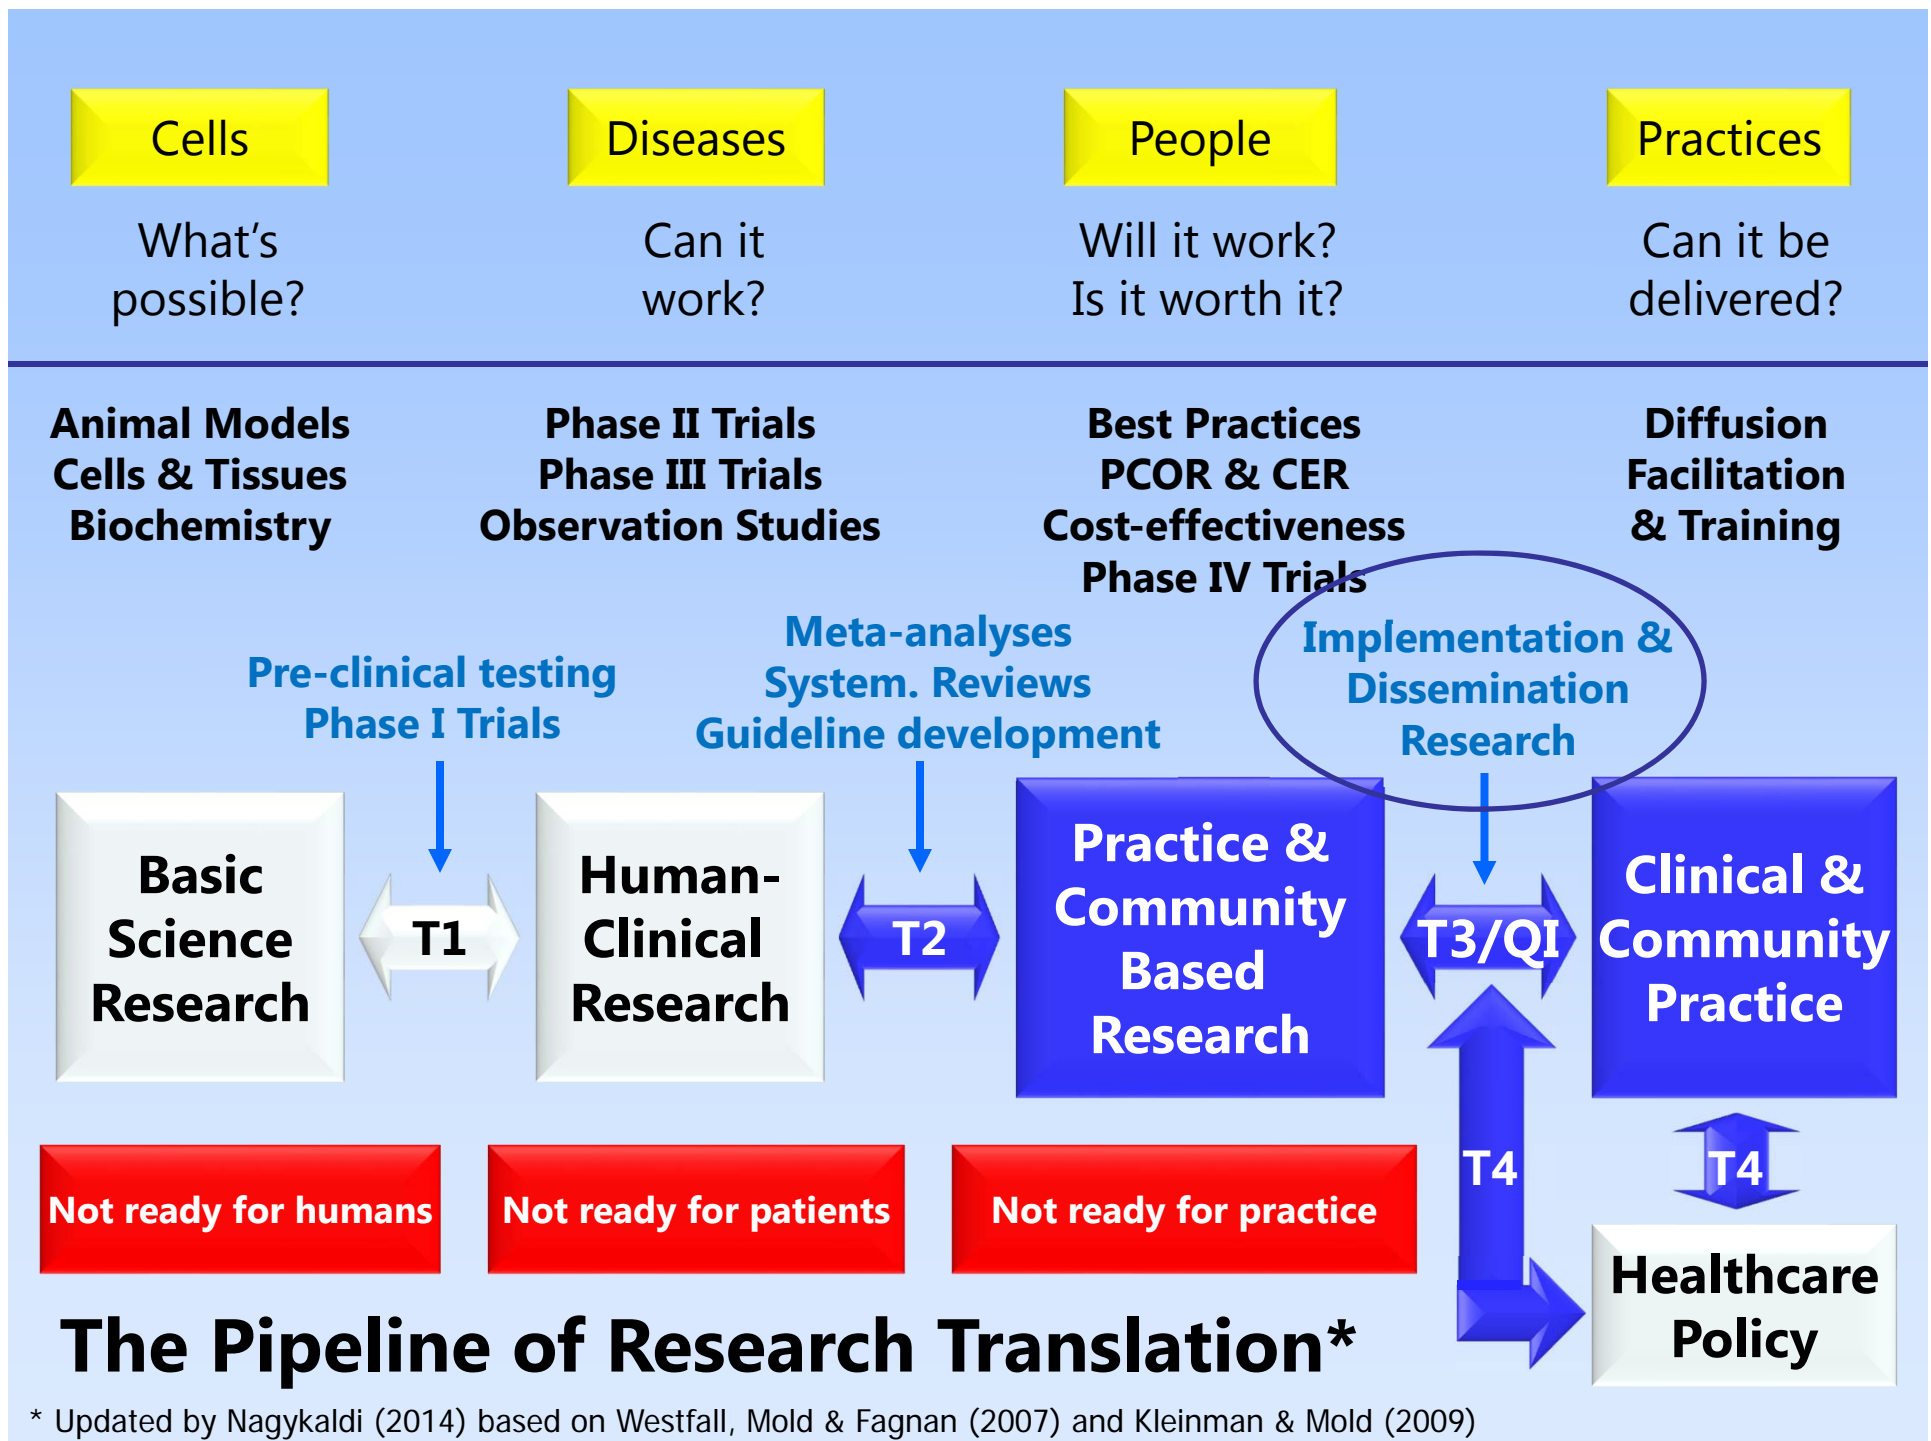 Cells
Diseases
People
Practices
What's
possible?
Can it
work?
Will it work?
Is it worth it?
Can it be
delivered?
Animal Models
Cells & Tissues
Biochemistry
Phase II Trials
Phase III Trials
Observation Studies
Best Practices
PCOR & CER
Cost-effectiveness
Phase IV Trials
Diffusion
Facilitation
& Training
Pre-clinical testing
Phase I Trials
Meta-analyses
System. Reviews
Guideline development
Implementation &
Dissemination
Research
Basic
Science
Research
T1
Human-
Clinical
Research
T2
Practice &
Community
Based
Research
T3/QI
Clinical &
Community
Practice
Not ready for humans
Not ready for patients
Not ready for practice
T4
T4
Healthcare
Policy
The Pipeline of Research Translation*
* Updated by Nagykaldi (2014) based on Westfall, Mold & Fagnan (2007) and Kleinman & Mold (2009)